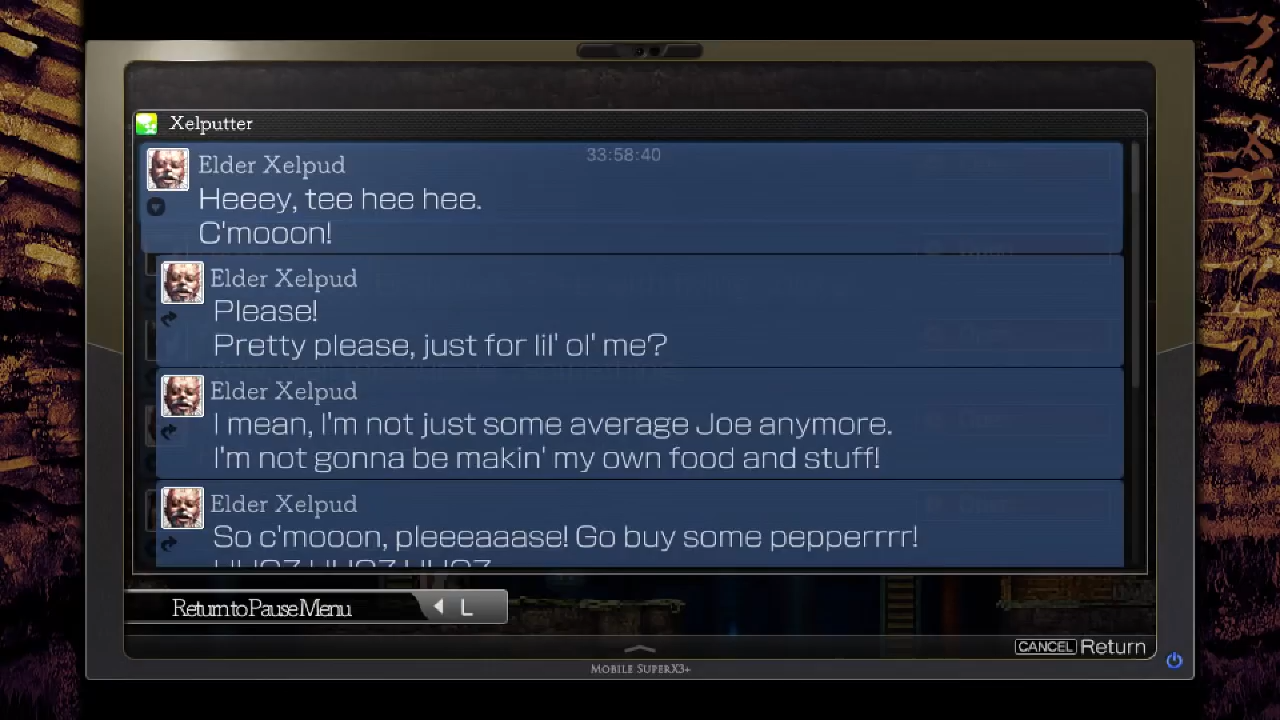 Xelputter
Elder Xelpud
33:58:40
Heeey, tee hee hee.
C'mooon!
Elder Xelpud
Please!
Pretty please, just for lil' ol' me?
Elder Xelpud
I mean, I'm not just some average Joe anymore.
I'm not gonna be makin' my own food and stuff!
Elder Xelpud
So c'mooon, pleeeaaase! Go buy some pepperrrr!
Return to Pause Menu
L
CANCEL Return
MOBILE SUPERX3+